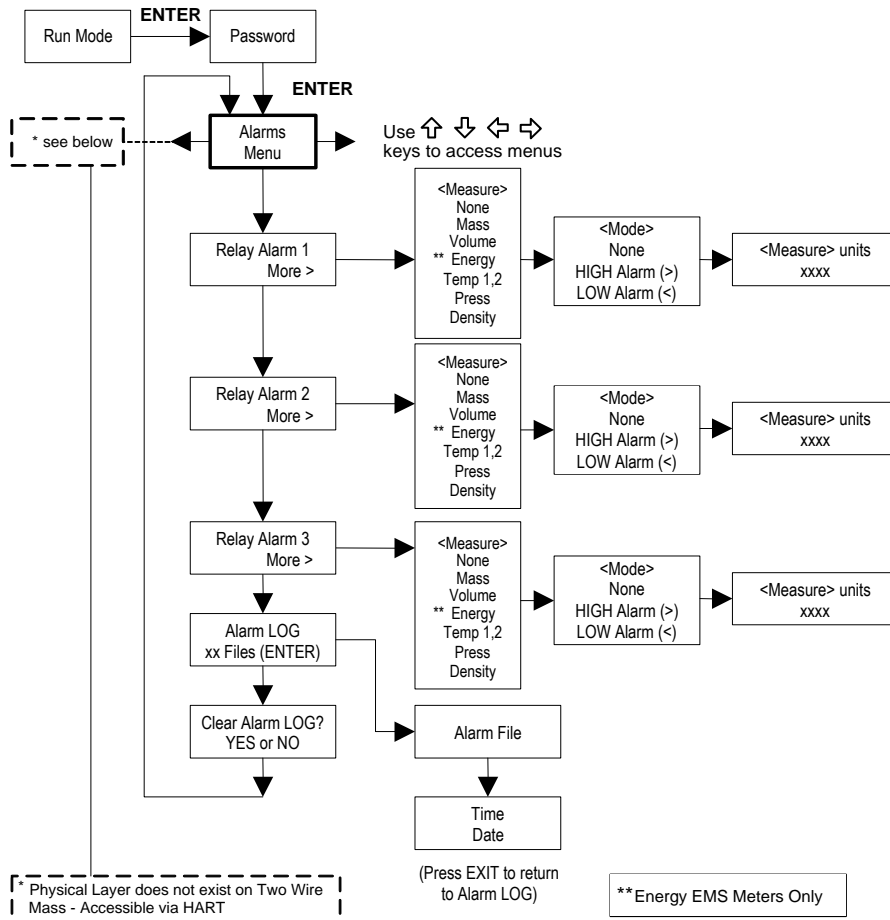 ENTER
Run Mode
Password
ENTER
* see below
Alarms
Menu
Use
keys to access menus
Relay Alarm 1
More >
<Measure>
None
Mass
Volume
** Energy
Temp 1,2
Press
Density
<Mode>
None
HIGH Alarm (>)
LOW Alarm (<)
<Measure> units
xxxx
Relay Alarm 2
More >
<Measure>
None
Mass
Volume
** Energy
Temp 1,2
Press
Density
<Mode>
None
HIGH Alarm (>)
LOW Alarm (<)
<Measure> units
xxxx
Relay Alarm 3
More >
<Measure>
None
Mass
Volume
** Energy
Temp 1,2
Press
Density
<Mode>
None
HIGH Alarm (>)
LOW Alarm (<)
<Measure> units
xxxx
Alarm LOG
xx Files (ENTER)
Clear Alarm LOG?
YES or NO
Alarm File
Time
Date
(Press EXIT to return
to Alarm LOG)
* Physical Layer does not exist on Two Wire
Mass - Accessible via HART
**Energy EMS Meters Only